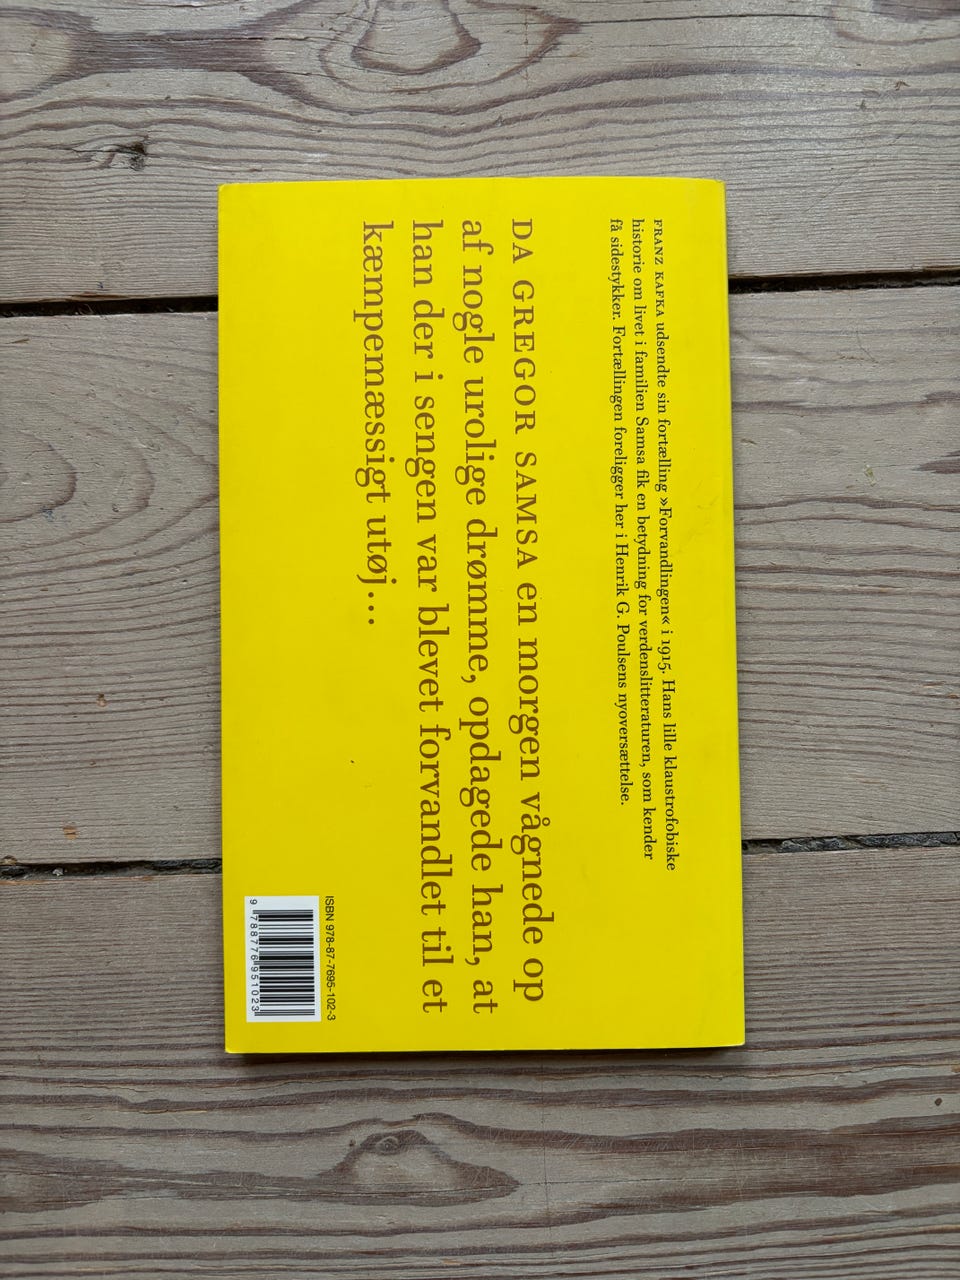 FRANZ KAFKA udsendte sin fortælling »Forvandlingen« i 1915. Hans lille klaustrofobiske
historie om livet i familien Samsa fik en betydning for verdenslitteraturen, som kender
få sidestykker. Fortællingen foreligger her i Henrik G. Poulsens nyoversættelse.
DA GREGOR SAMSA en morgen vågnede op
af nogle urolige drømme, opdagede han, at
han der i sengen var blevet forvandlet til et
kæmpemæssigt utøj...
ISBN 978-87-7695-102-3
9 788776 951023